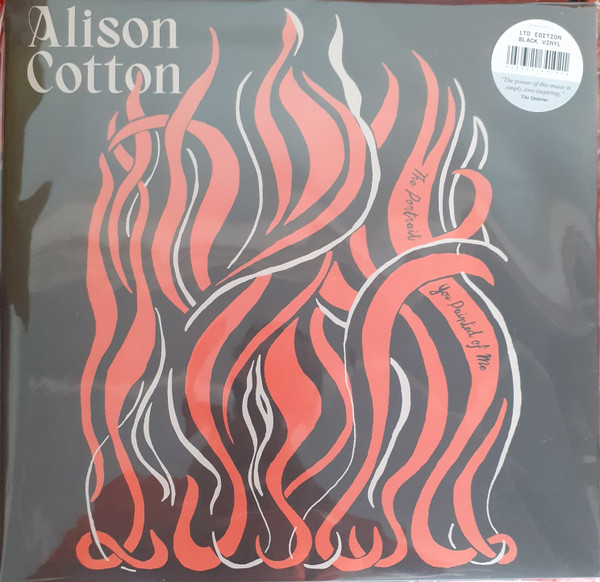 Alison
Cotton
LTD EDITION
BLACK VINYL
"The power of this music is
simply awe-inspiring."
The Quietus
The Portrait
You Painted of Me